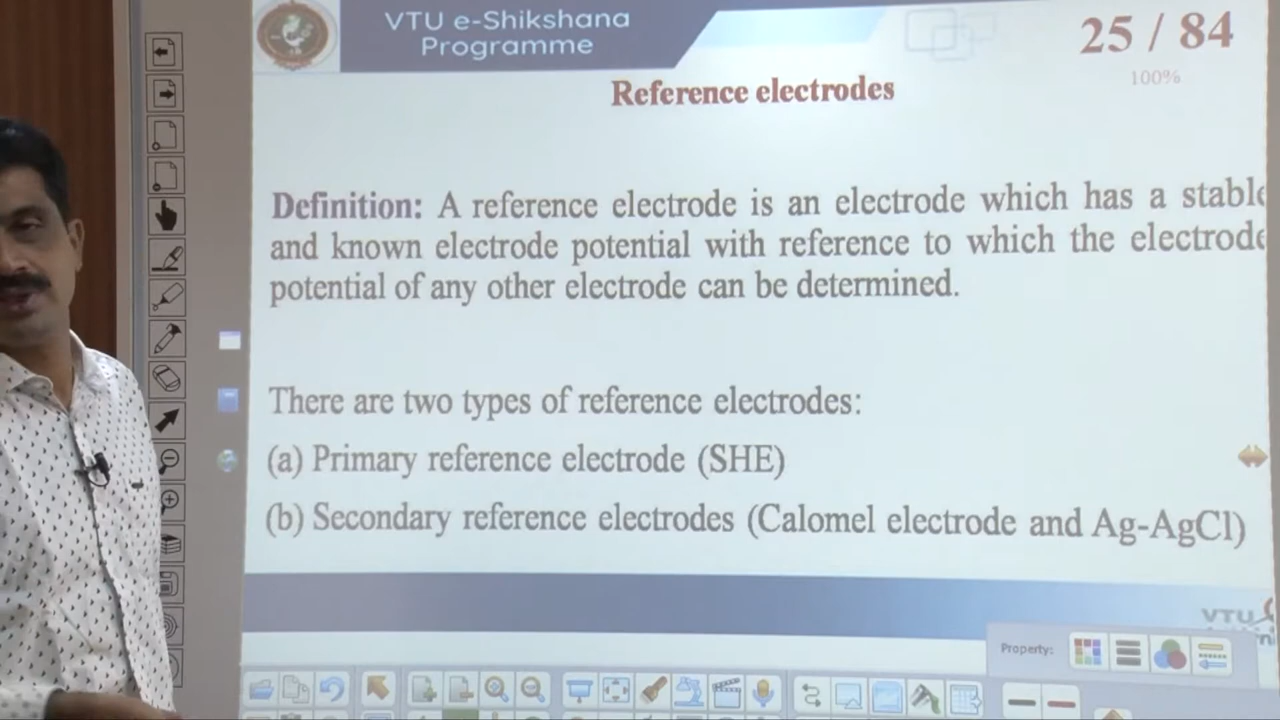 VTU e-Shikshana
Programme
25 / 84
100%
Reference electrodes
Definition: A reference electrode is an electrode which has a stable
and known electrode potential with reference to which the electrode
potential of any other electrode can be determined.
There are two types of reference electrodes:
(a) Primary reference electrode (SHE)
(b) Secondary reference electrodes (Calomel electrode and Ag-AgCl)
VTU
Property: